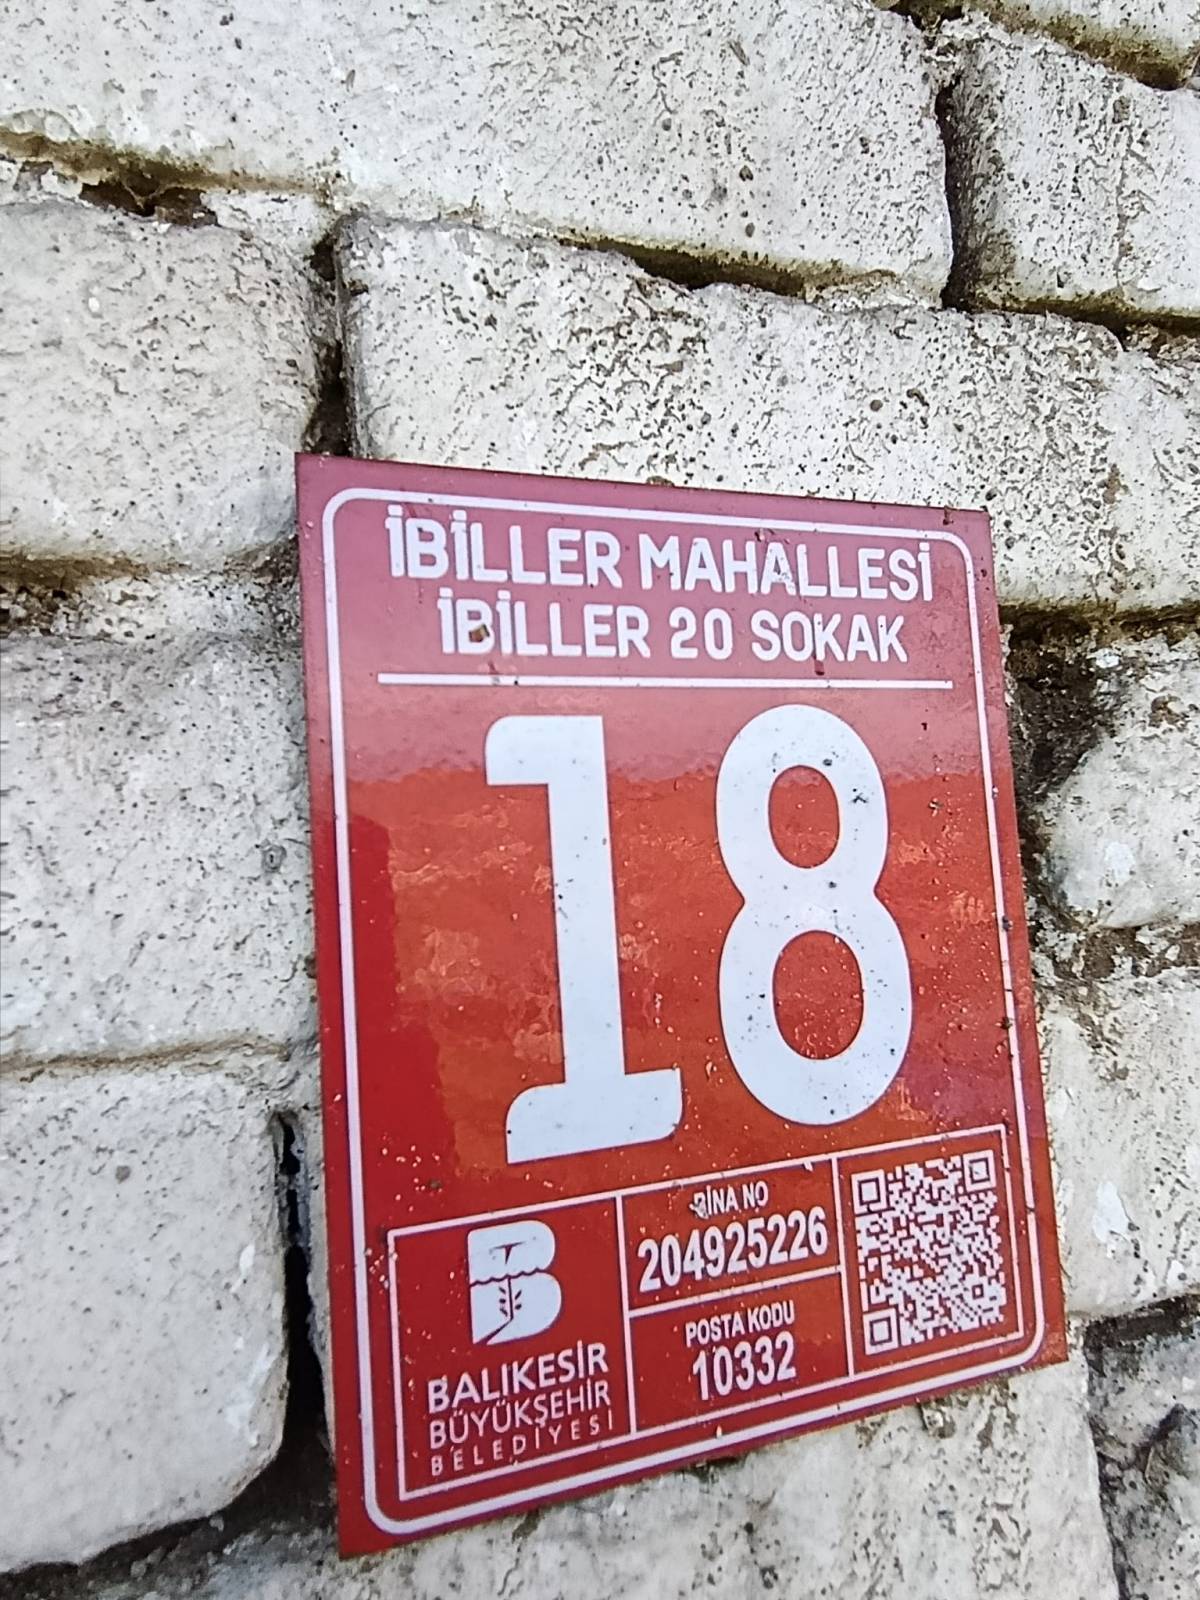 İBİLLER MAHALLESİ
İBİLLER 20 SOKAK
18
BALIKESİR
BÜYÜKŞEHİR
BELEDİYESİ
BİNA NO
204925226
POSTA KODU
10332